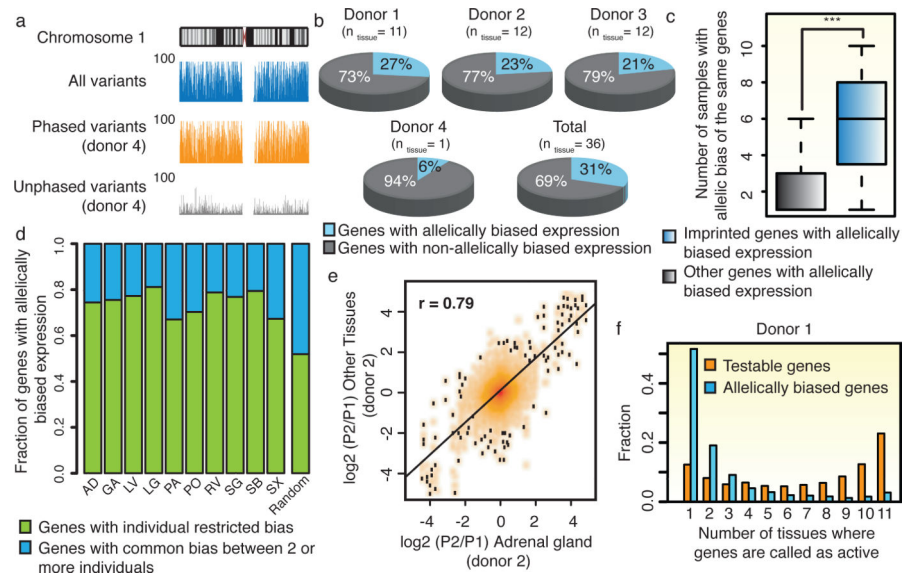 a
Chromosome 1
100
All variants
100
Phased variants
(donor 4)
100
Unphased variants
(donor 4)
b
Donor 1
(n tissue = 11)
27%
73%
Donor 2
(n tissue = 12)
23%
77%
Donor 3
(n tissue = 12)
21%
79%
Donor 4
(n tissue = 1)
6%
94%
Total
(n tissue = 36)
31%
69%
Genes with allelically biased expression
Genes with non-allelically biased expression
c
Number of samples with
allelic bias of the same genes
10
8
6
4
2
***
Imprinted genes with allelically
biased expression
Other genes with allelically
biased expression
d
Fraction of genes with allelically
biased expression
1.0
0.8
0.6
0.4
0.2
0.0
AD
GA
LV
LG
PA
PO
RV
SG
SB
SX
Random
Genes with individual restricted bias
Genes with common bias between 2 or
more individuals
e
r = 0.79
log2 (P2/P1) Other Tissues
(donor 2)
4
2
0
-2
-4
-4
-2
0
2
4
log2 (P2/P1) Adrenal gland
(donor 2)
f
Donor 1
Testable genes
Allelically biased genes
Fraction
0.4
0.2
0.0
1
2
3
4
5
6
7
8
9
10
11
Number of tissues where
genes are called as active